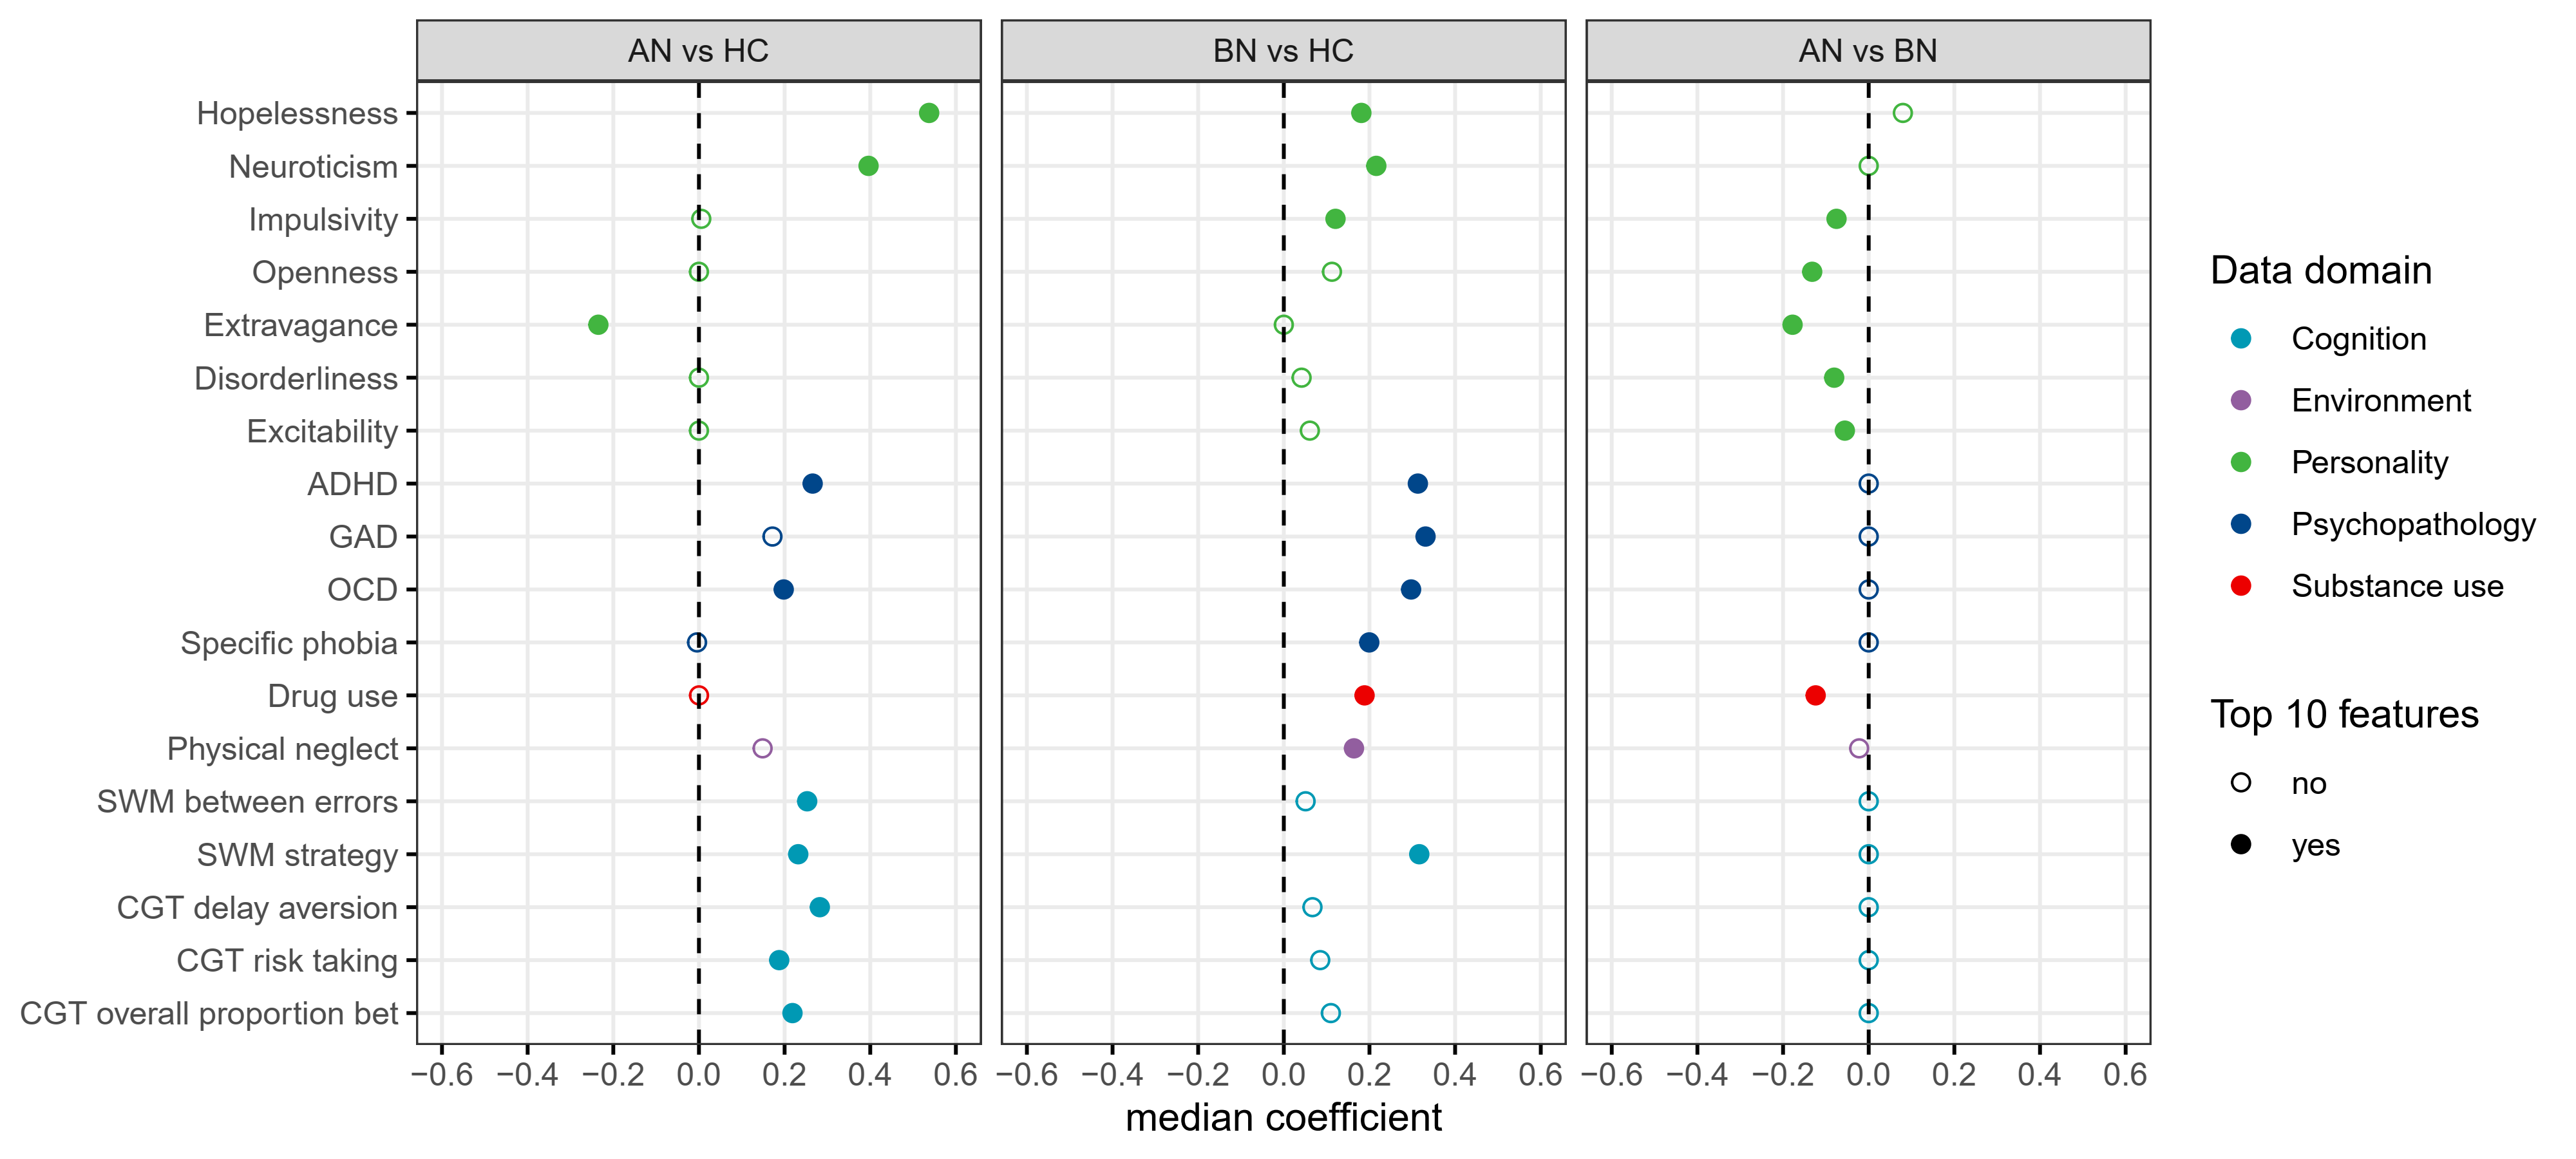 AN vs HC
BN vs HC
AN vs BN
Hopelessness
Neuroticism
Impulsivity
Openness
Extravagance
Disorderliness
Excitability
ADHD
GAD
OCD
Specific phobia
Drug use
Physical neglect
SWM between errors
SWM strategy
CGT delay aversion
CGT risk taking
CGT overall proportion bet
−0.6 −0.4 −0.2 0.0 0.2 0.4 0.6
−0.6 −0.4 −0.2 0.0 0.2 0.4 0.6
−0.6 −0.4 −0.2 0.0 0.2 0.4 0.6
median coefficient
Data domain
Cognition
Environment
Personality
Psychopathology
Substance use
Top 10 features
no
yes